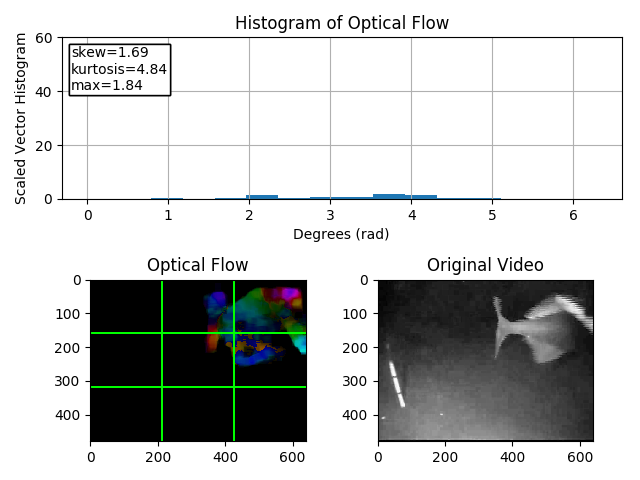 Histogram of Optical Flow
Scaled Vector Histogram
60
40
20
0
skew=1.69
kurtosis=4.84
max=1.84
0 1 2 3 4 5 6
Degrees (rad)
Optical Flow
0
100
200
300
400
0 200 400 600
Original Video
0
100
200
300
400
0 200 400 600